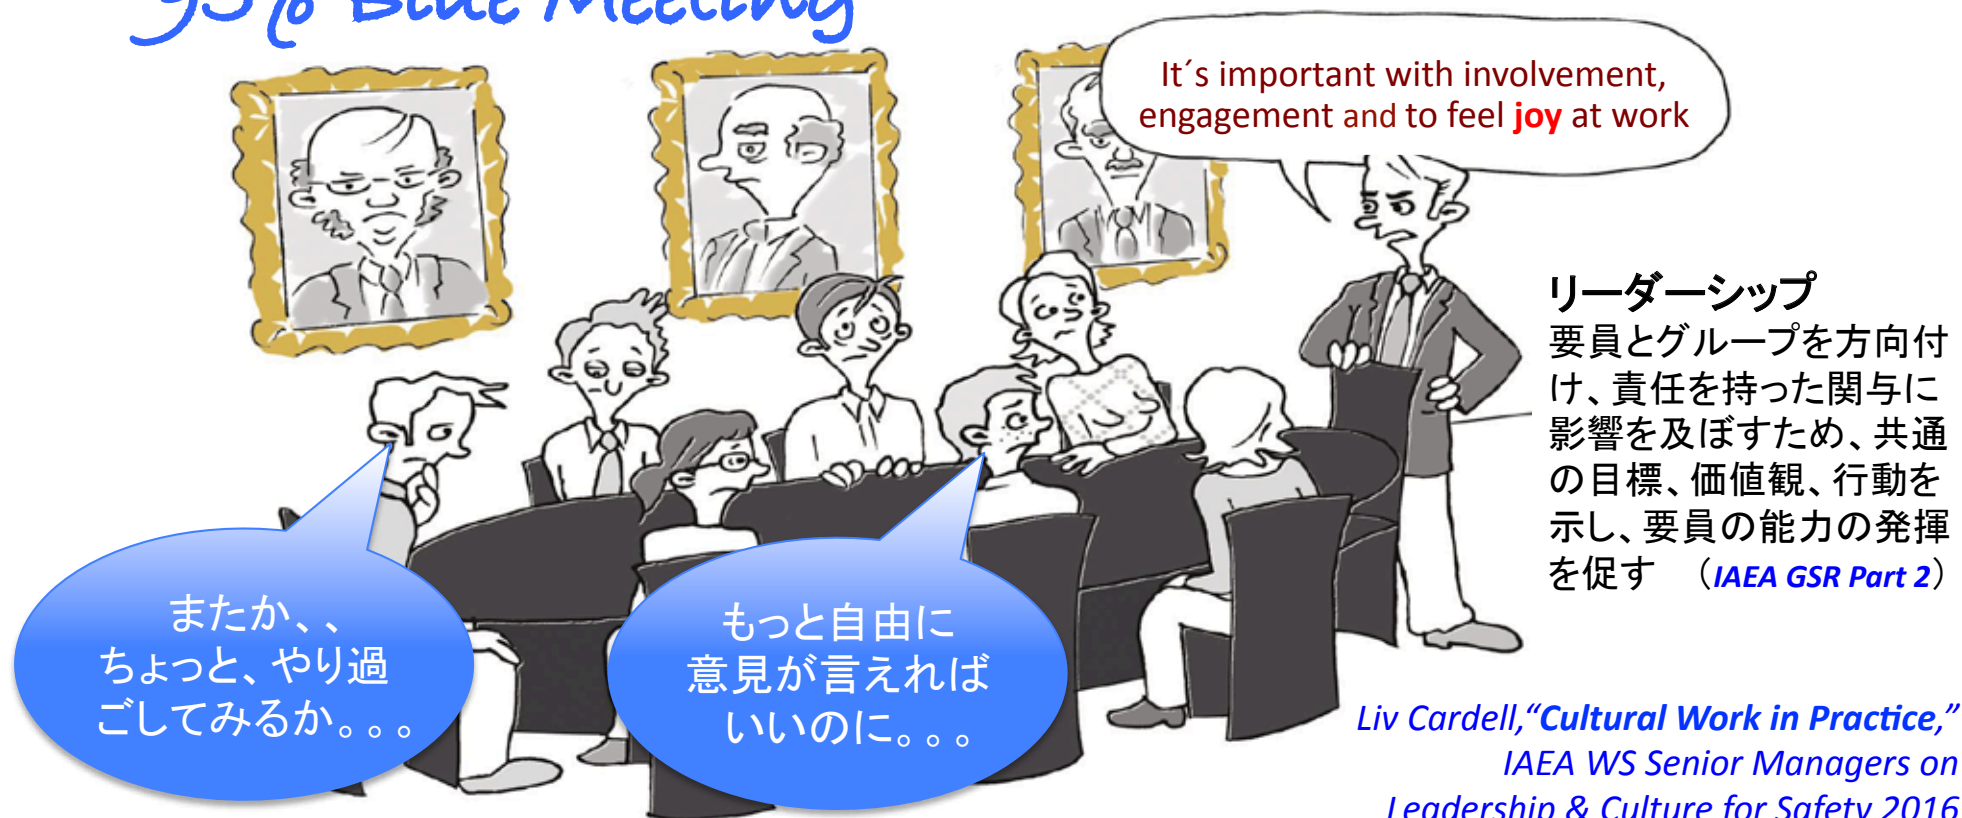 95% Blue Meeting
It´s important with involvement,
engagement and to feel joy at work
リーダーシップ
要員とグループを方向付
け、責任を持った関与に
影響を及ぼすため、共通
の目標、価値観、行動を
示し、要員の能力の発揮
を促す　（IAEA GSR Part 2）
またか、、
ちょっと、やり過
ごしてみるか。。。
もっと自由に
意見が言えれば
いいのに。。。
Liv Cardell,“Cultural Work in Practice,”
IAEA WS Senior Managers on
Leadership & Culture for Safety 2016